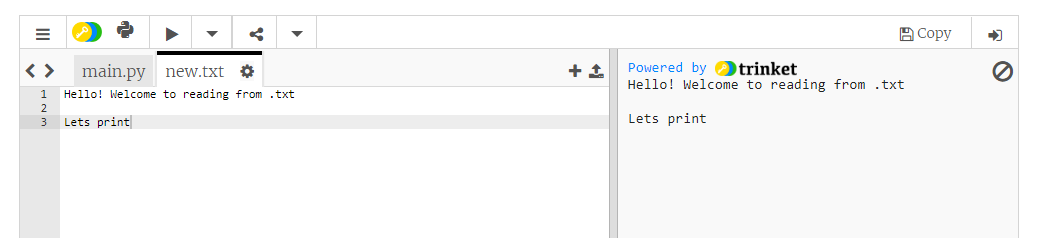 Copy
main.py new.txt
1 Hello! Welcome to reading from .txt
2
3 Lets print
Powered by trinket
Hello! Welcome to reading from .txt
Lets print